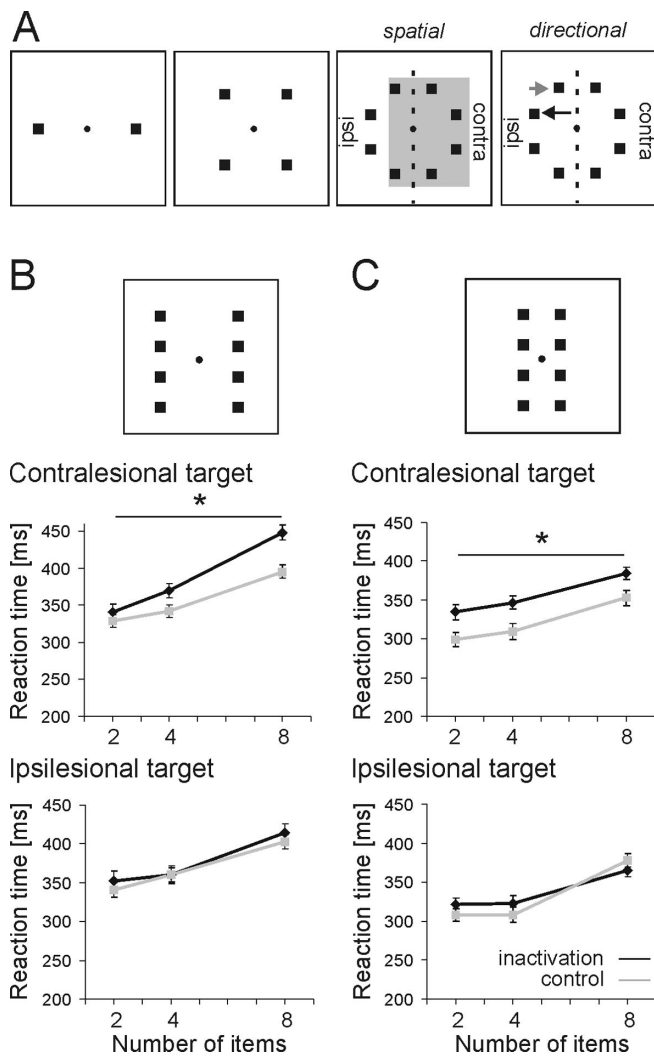 A
spatial
directional
ipsi
contra
ipsi
contra
B
C
Contralesional target
Contralesional target
*
*
Reaction time [ms]
450
400
350
300
250
200
2
4
8
Reaction time [ms]
450
400
350
300
250
200
2
4
8
Ipsilesional target
Ipsilesional target
Reaction time [ms]
450
400
350
300
250
200
2
4
8
Number of items
Reaction time [ms]
450
400
350
300
250
200
inactivation
control
2
4
8
Number of items